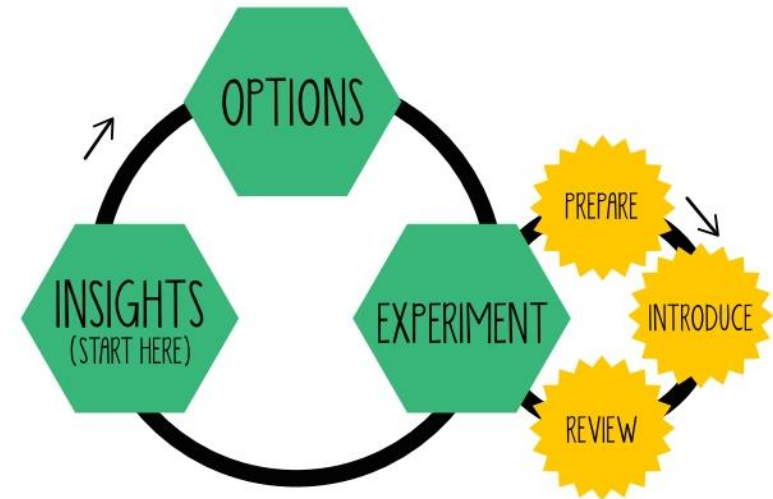 OPTIONS
INSIGHTS
(START HERE)
EXPERIMENT
PREPARE
INTRODUCE
REVIEW